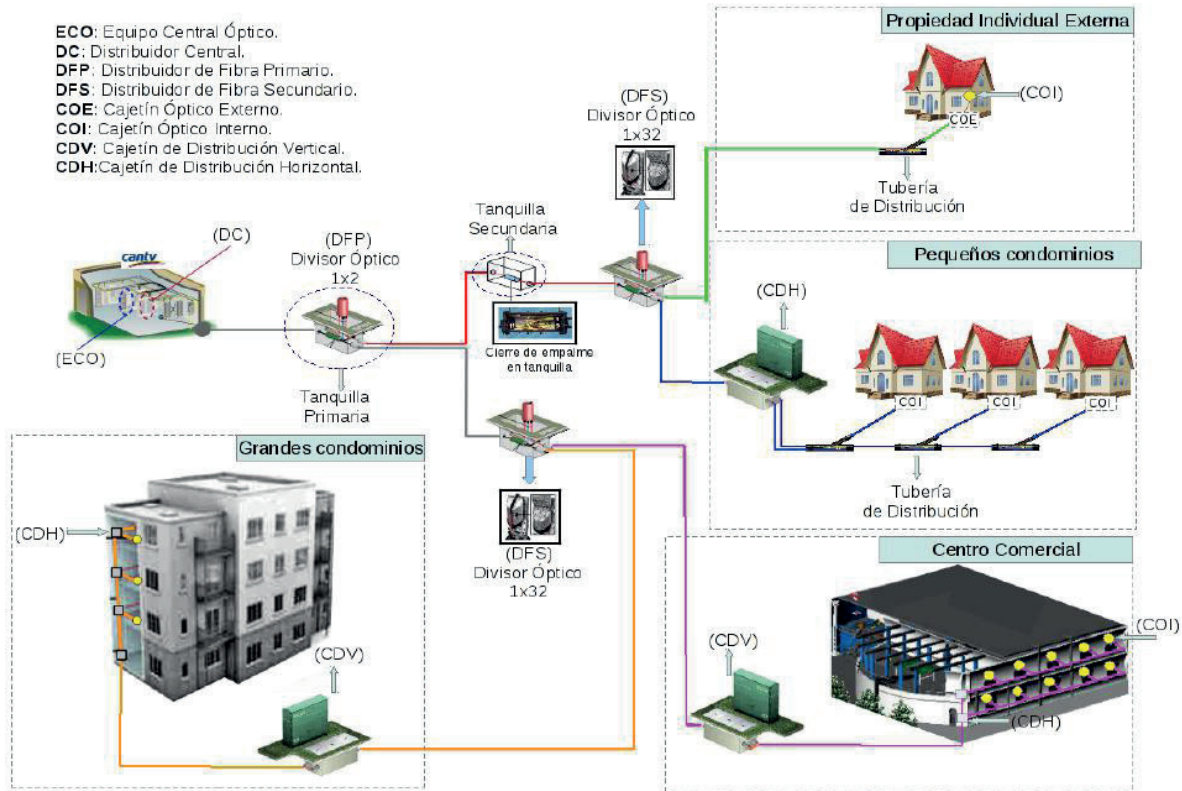 ECO: Equipo Central Óptico.
DC: Distribuidor Central.
DFP: Distribuidor de Fibra Primario.
DFS: Distribuidor de Fibra Secundario.
COE: Cajetín Óptico Externo.
COI: Cajetín Óptico Interno.
CDV: Cajetín de Distribución Vertical.
CDH:Cajetín de Distribución Horizontal.
Propiedad Individual Externa
(COI)
COE
Tubería
de Distribución
(DFS)
Divisor Óptico
1x32
Tanquilla
Secundaria
(DC)
cantv
(ECO)
(DFP)
Divisor Óptico
1x2
Tanquilla
Primaria
Cierre de empalme
en tanquilla
Pequeños condominios
(CDH)
COI
COI
COI
Tubería
de Distribución
Grandes condominios
(CDH)
(CDV)
(DFS)
Divisor Óptico
1x32
Centro Comercial
(COI)
(CDV)
(CDH)